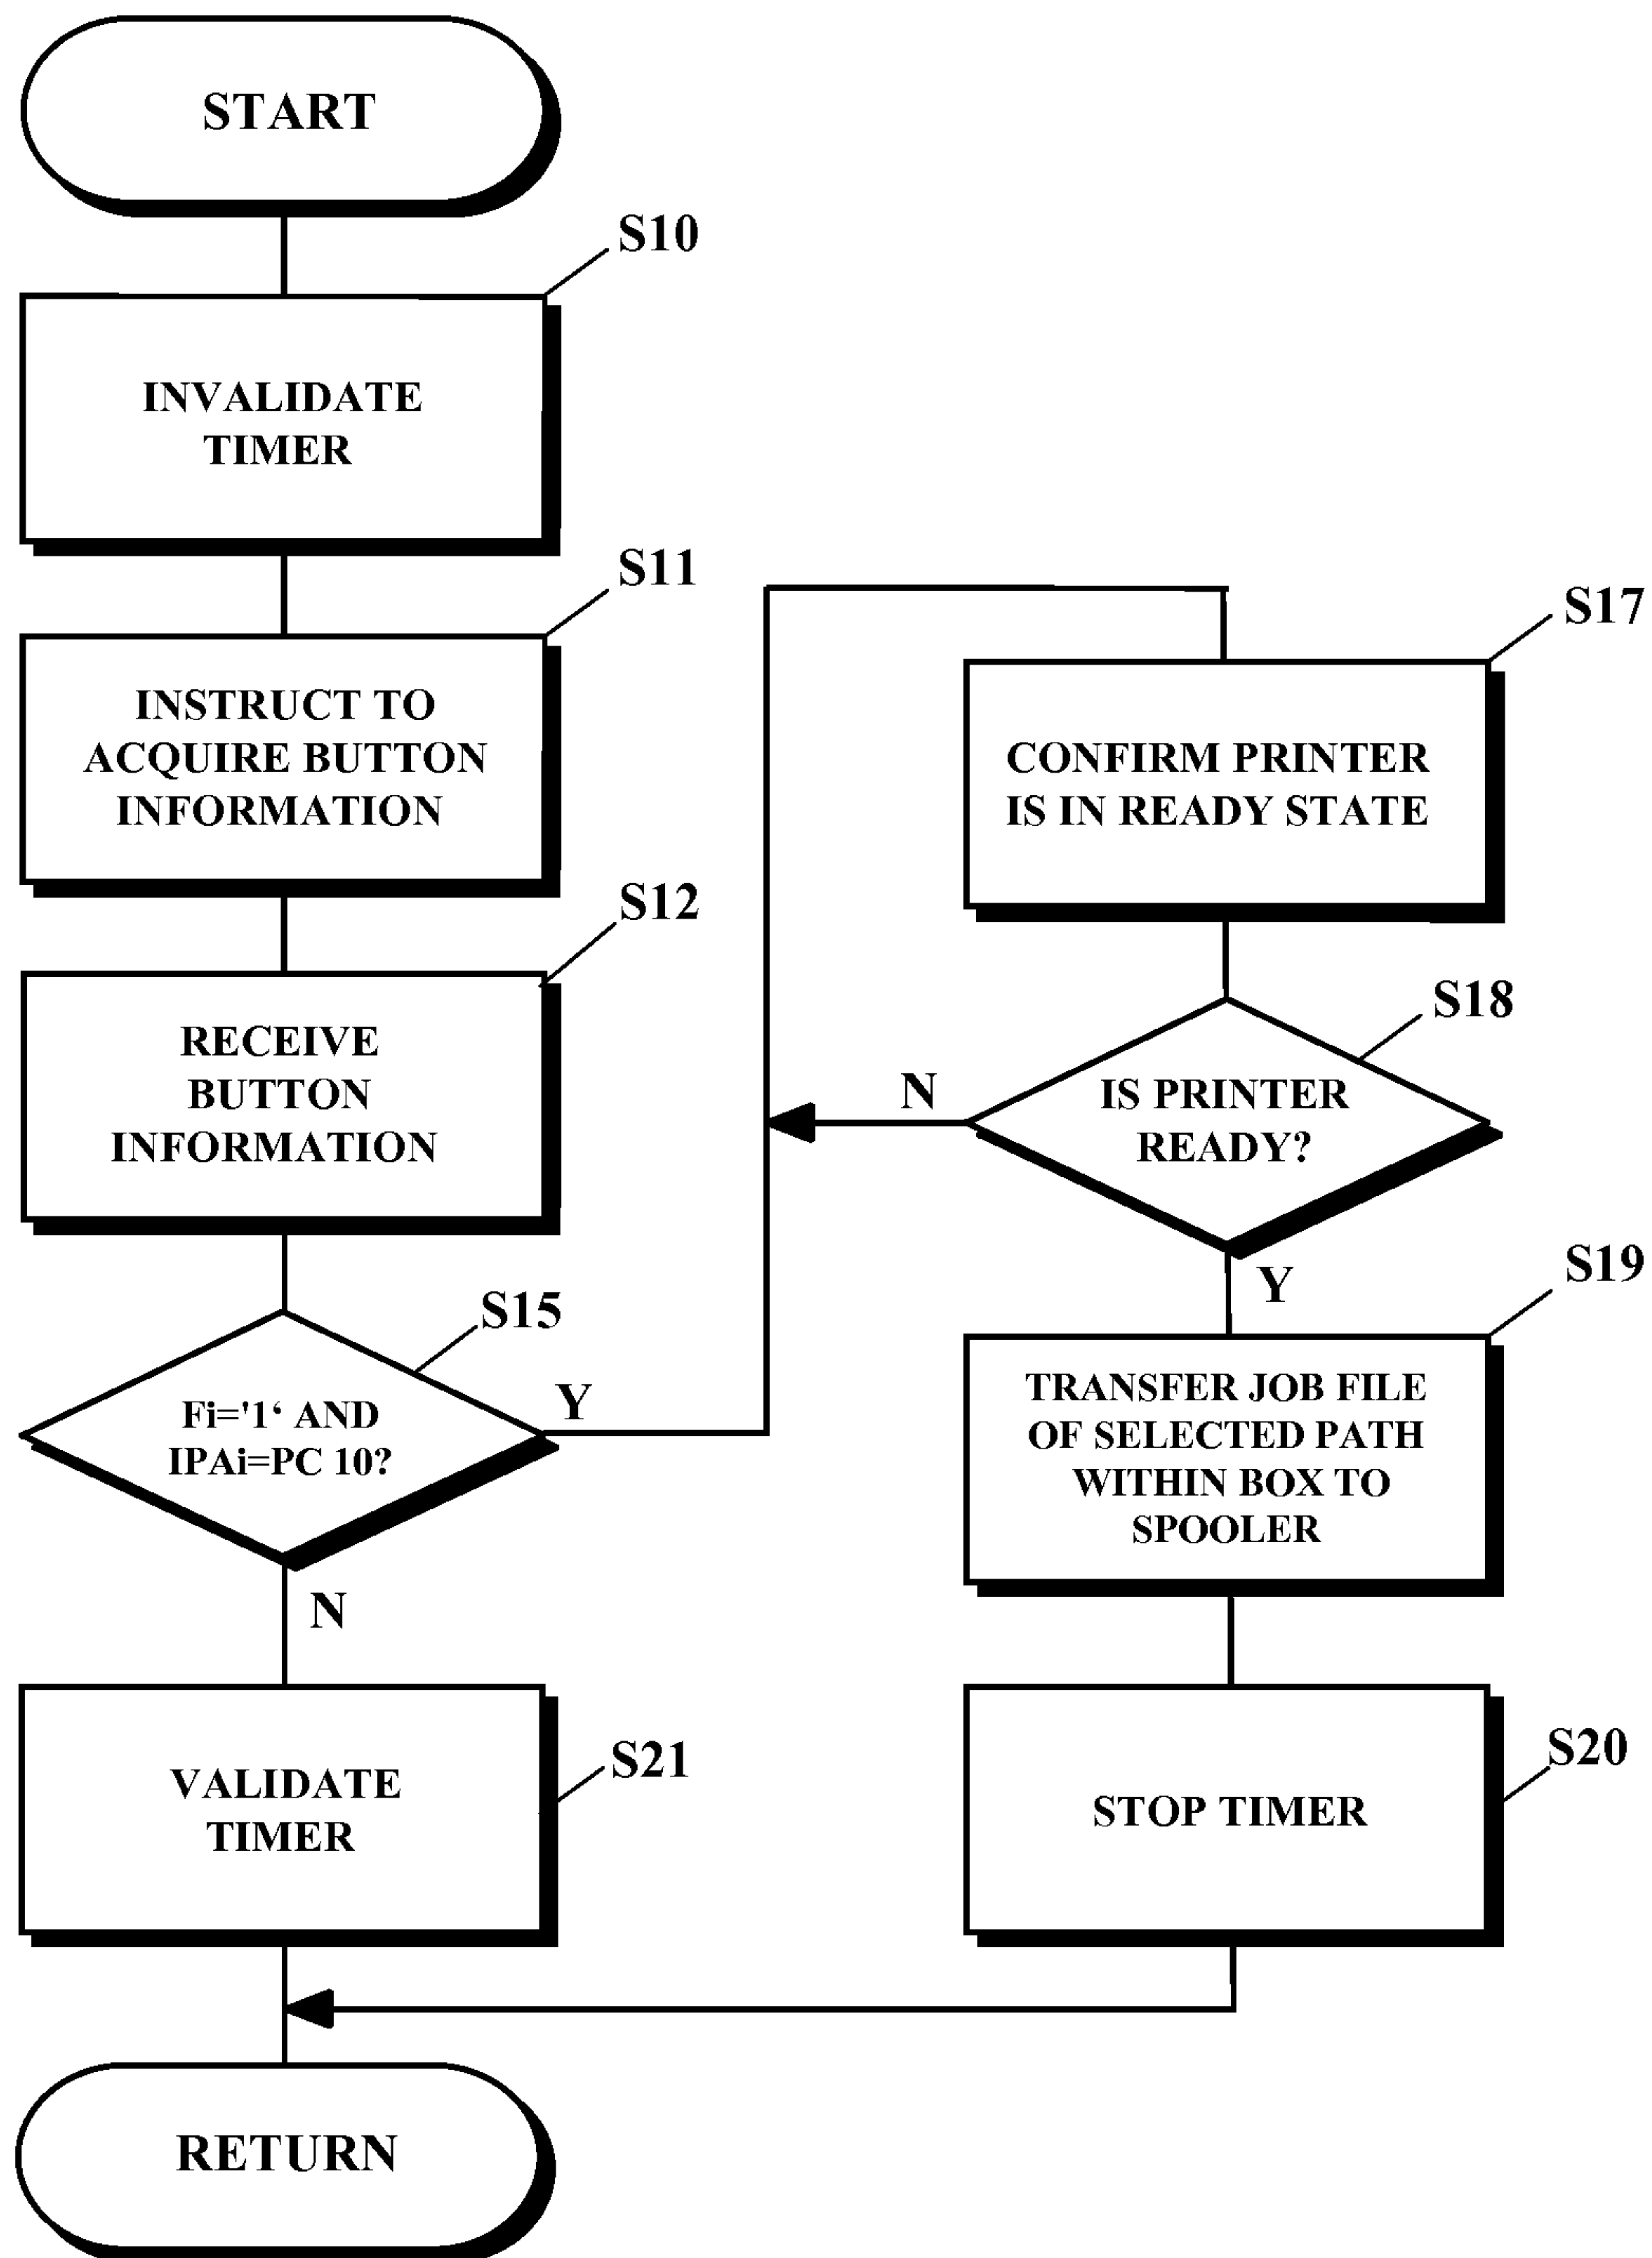 START
S10
INVALIDATE
TIMER
S11
INSTRUCT TO
ACQUIRE BUTTON
INFORMATION
S12
RECEIVE
BUTTON
INFORMATION
S15
Fi='1‘ AND
IPAi=PC 10?
Y
N
S21
VALIDATE
TIMER
S17
CONFIRM PRINTER
IS IN READY STATE
S18
IS PRINTER
READY?
N
Y
S19
TRANSFER JOB FILE
OF SELECTED PATH
WITHIN BOX TO
SPOOLER
S20
STOP TIMER
RETURN